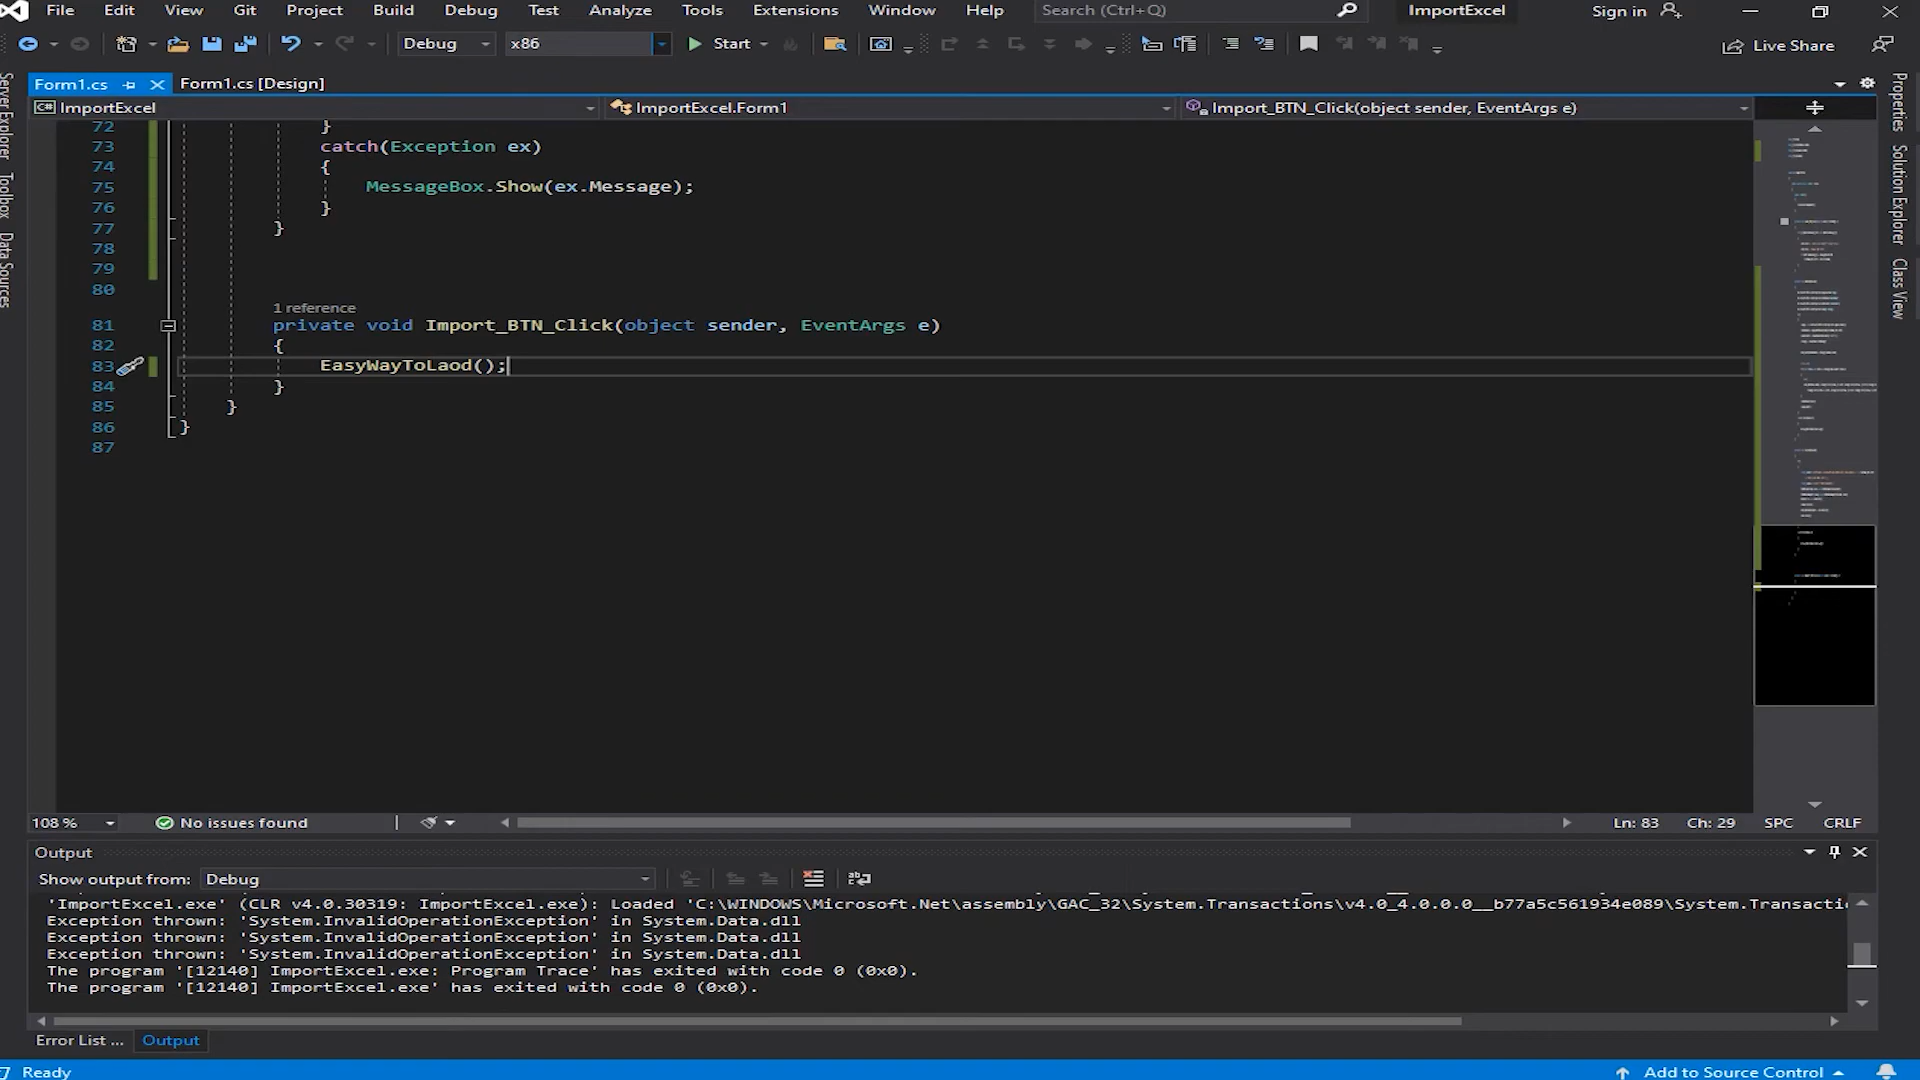 File Edit View Git Project Build Debug Test Analyze Tools Extensions Window Help Search (Ctrl+Q) ImportExcel Sign in
Debug x86 Start Live Share
Form1.cs Form1.cs [Design]
C# ImportExcel ImportExcel.Form1 Import_BTN_Click(object sender, EventArgs e)
Server Explorer
Toolbox
Data Sources
Properties
Solution Explorer
Class View
72 }
73 catch(Exception ex)
74 {
75 MessageBox.Show(ex.Message);
76 }
77 }
78
79
80
1 reference
81 private void Import_BTN_Click(object sender, EventArgs e)
82 {
83 EasyWayToLaod();
84 }
85 }
86 }
87
108 % No issues found Ln: 83 Ch: 29 SPC CRLF
Output
Show output from: Debug
'ImportExcel.exe' (CLR v4.0.30319: ImportExcel.exe): Loaded 'C:\WINDOWS\Microsoft.Net\assembly\GAC_32\System.Transactions\v4.0_4.0.0.0__b77a5c561934e089\System.Transactio
Exception thrown: 'System.InvalidOperationException' in System.Data.dll
Exception thrown: 'System.InvalidOperationException' in System.Data.dll
Exception thrown: 'System.InvalidOperationException' in System.Data.dll
The program '[12140] ImportExcel.exe: Program Trace' has exited with code 0 (0x0).
The program '[12140] ImportExcel.exe' has exited with code 0 (0x0).
Error List ... Output
Ready Add to Source Control